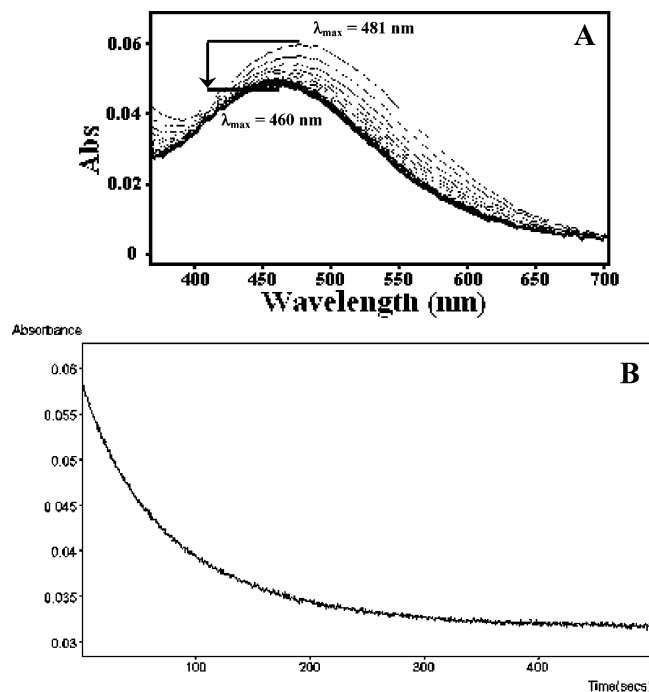 λmax = 481 nm
A
0.06
0.04
λmax = 460 nm
0.02
0
Abs
400 450 500 550 600 650 700
Wavelength (nm)
Absorbance
B
0.06
0.055
0.05
0.045
0.04
0.035
0.03
100 200 300 400
Time(secs)